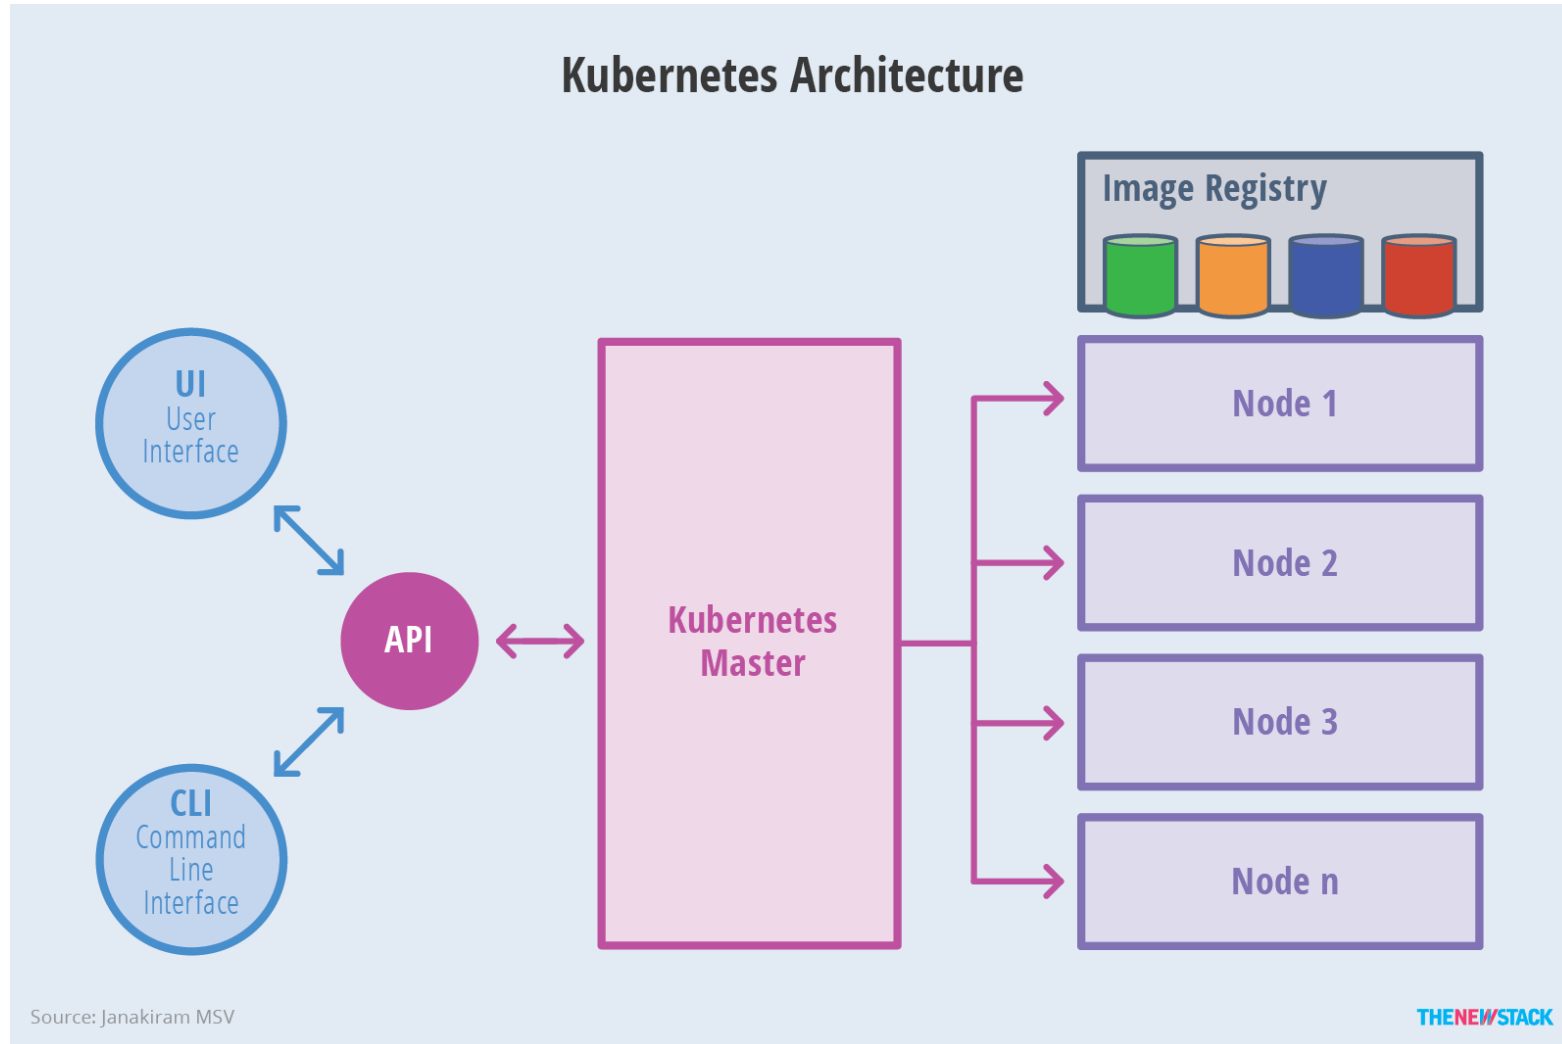 Kubernetes Architecture
Image Registry
UI
User
Interface
API
CLI
Command
Line
Interface
Kubernetes
Master
Node 1
Node 2
Node 3
Node n
Source: Janakiram MSV
THENEWSTACK